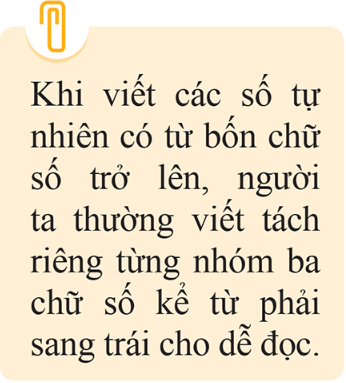 Khi viết các số tự
nhiên có từ bốn chữ
số trở lên, người
ta thường viết tách
riêng từng nhóm ba
chữ số kể từ phải
sang trái cho dễ đọc.